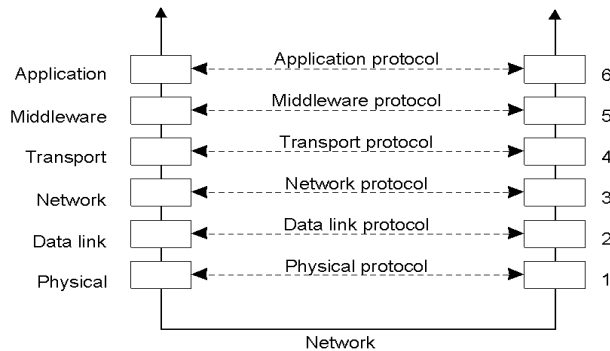 Application Application protocol 6
Middleware Middleware protocol 5
Transport Transport protocol 4
Network Network protocol 3
Data link Data link protocol 2
Physical Physical protocol 1
Network